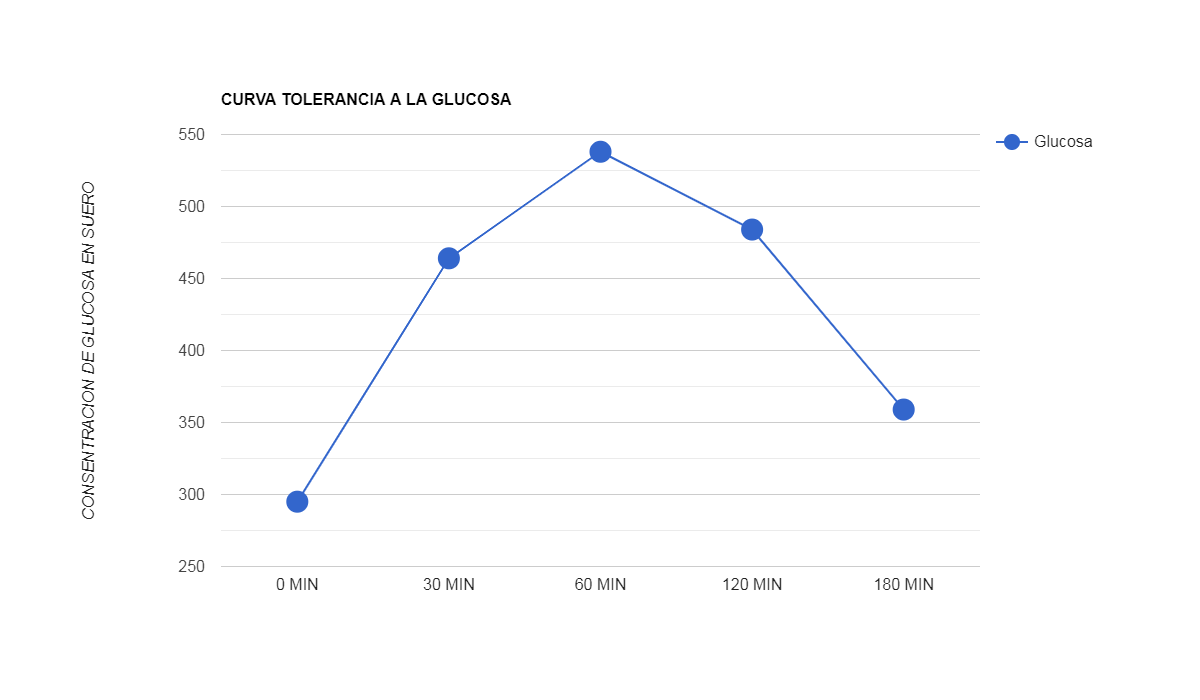 CURVA TOLERANCIA A LA GLUCOSA
CONSENTRACION DE GLUCOSA EN SUERO
550
500
450
400
350
300
250
0 MIN
30 MIN
60 MIN
120 MIN
180 MIN
Glucosa